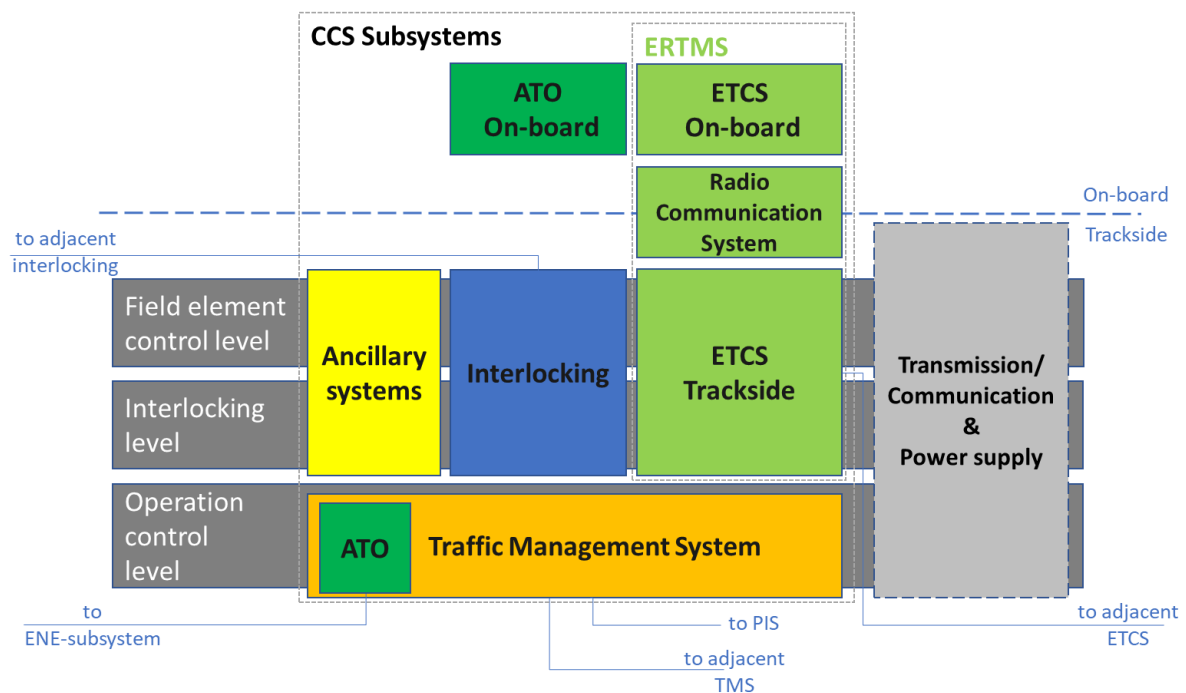 CCS Subsystems
ERTMS
ATO
On-board
ETCS
On-board
Radio
Communication
System
On-board
Trackside
to adjacent
interlocking
Field element
control level
Interlocking
level
Operation
control
level
Ancillary
systems
Interlocking
ETCS
Trackside
Transmission/
Communication
&
Power supply
ATO
Traffic Management System
to
ENE-subsystem
to PIS
to adjacent
TMS
to adjacent
ETCS